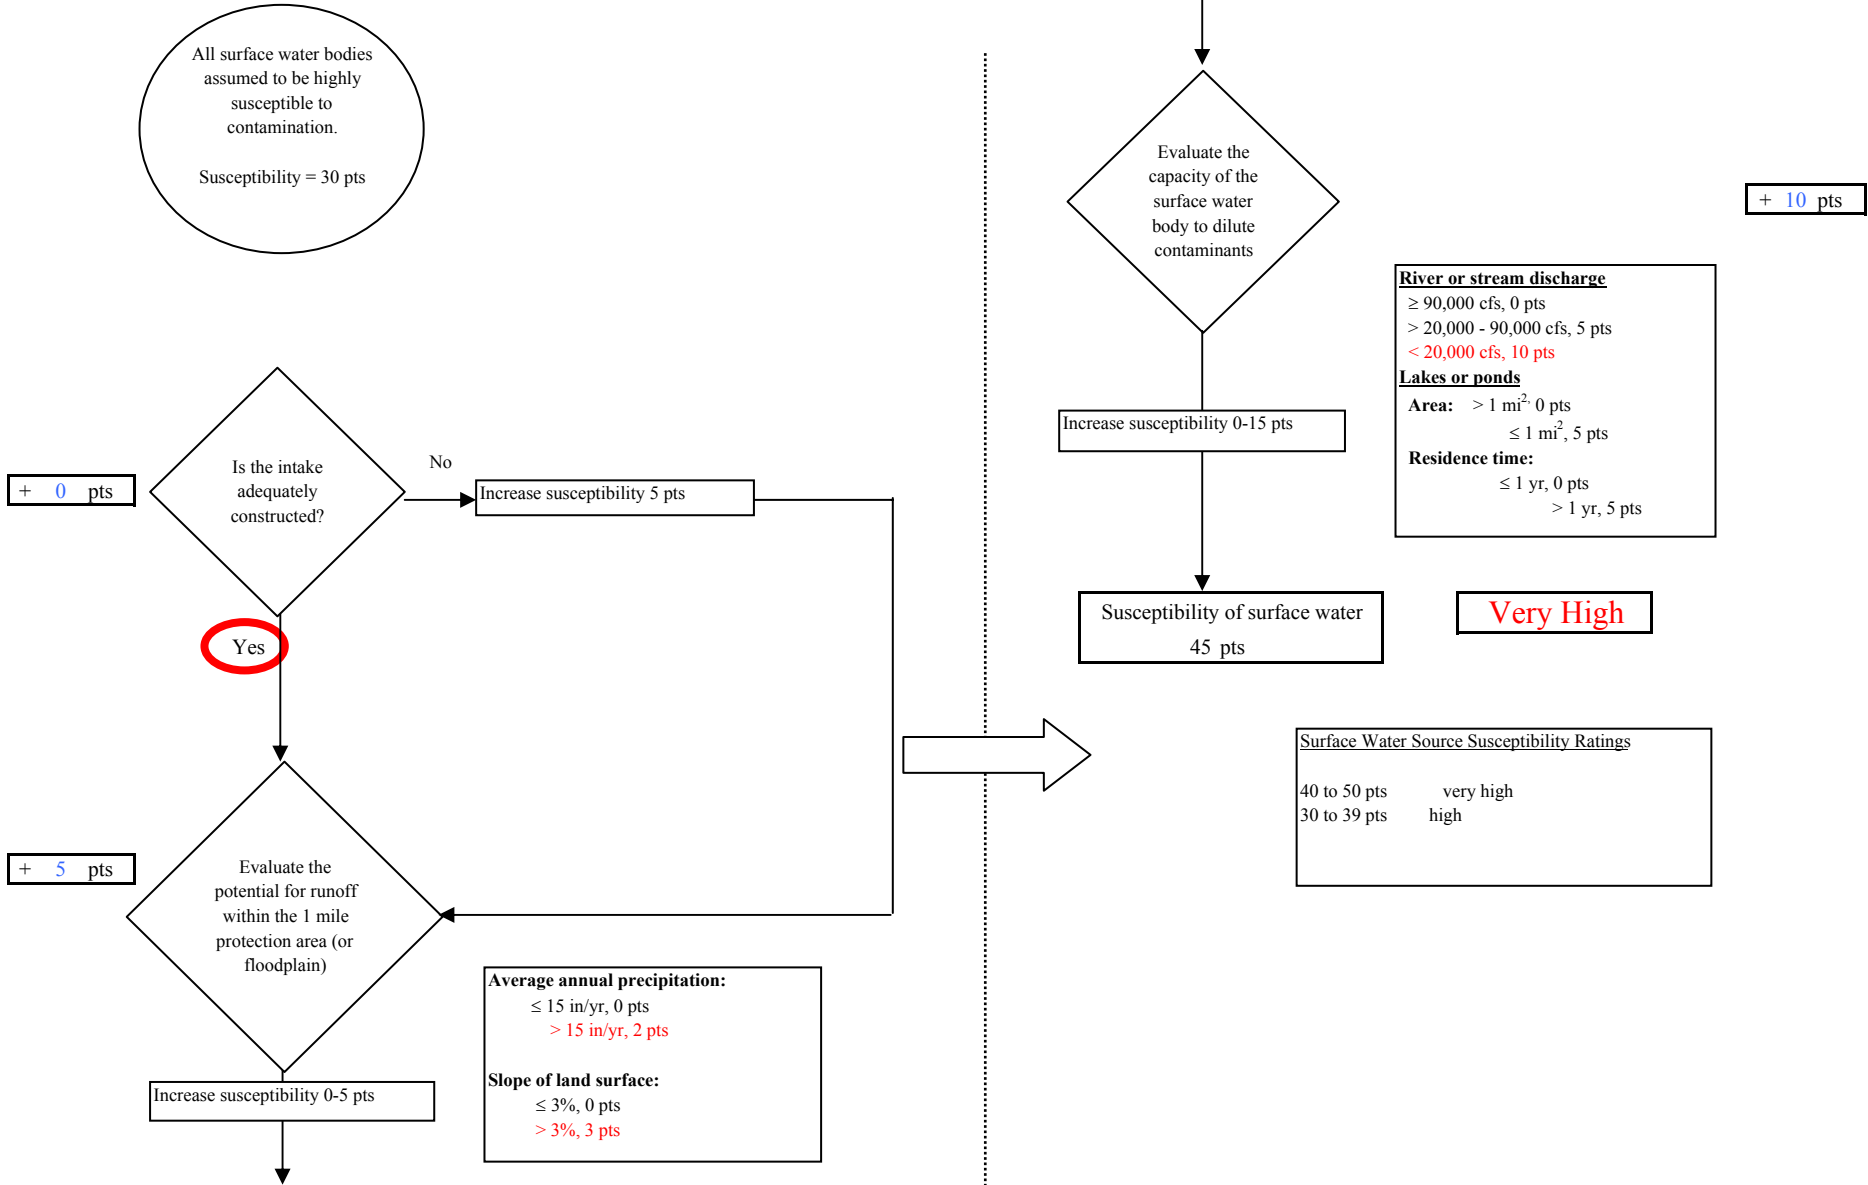 All surface water bodies
assumed to be highly
susceptible to
contamination.
Susceptibility = 30 pts
+ 0 pts
Is the intake
adequately
constructed?
No
Increase susceptibility 5 pts
Yes
+ 5 pts
Evaluate the
potential for runoff
within the 1 mile
protection area (or
floodplain)
Average annual precipitation:
≤ 15 in/yr, 0 pts
> 15 in/yr, 2 pts
Slope of land surface:
≤ 3%, 0 pts
> 3%, 3 pts
Increase susceptibility 0-5 pts
Evaluate the
capacity of the
surface water
body to dilute
contaminants
+ 10 pts
River or stream discharge
≥ 90,000 cfs, 0 pts
> 20,000 - 90,000 cfs, 5 pts
< 20,000 cfs, 10 pts
Lakes or ponds
Area: > 1 mi², 0 pts
≤ 1 mi², 5 pts
Residence time:
≤ 1 yr, 0 pts
> 1 yr, 5 pts
Increase susceptibility 0-15 pts
Susceptibility of surface water
45 pts
Very High
Surface Water Source Susceptibility Ratings
40 to 50 pts very high
30 to 39 pts high